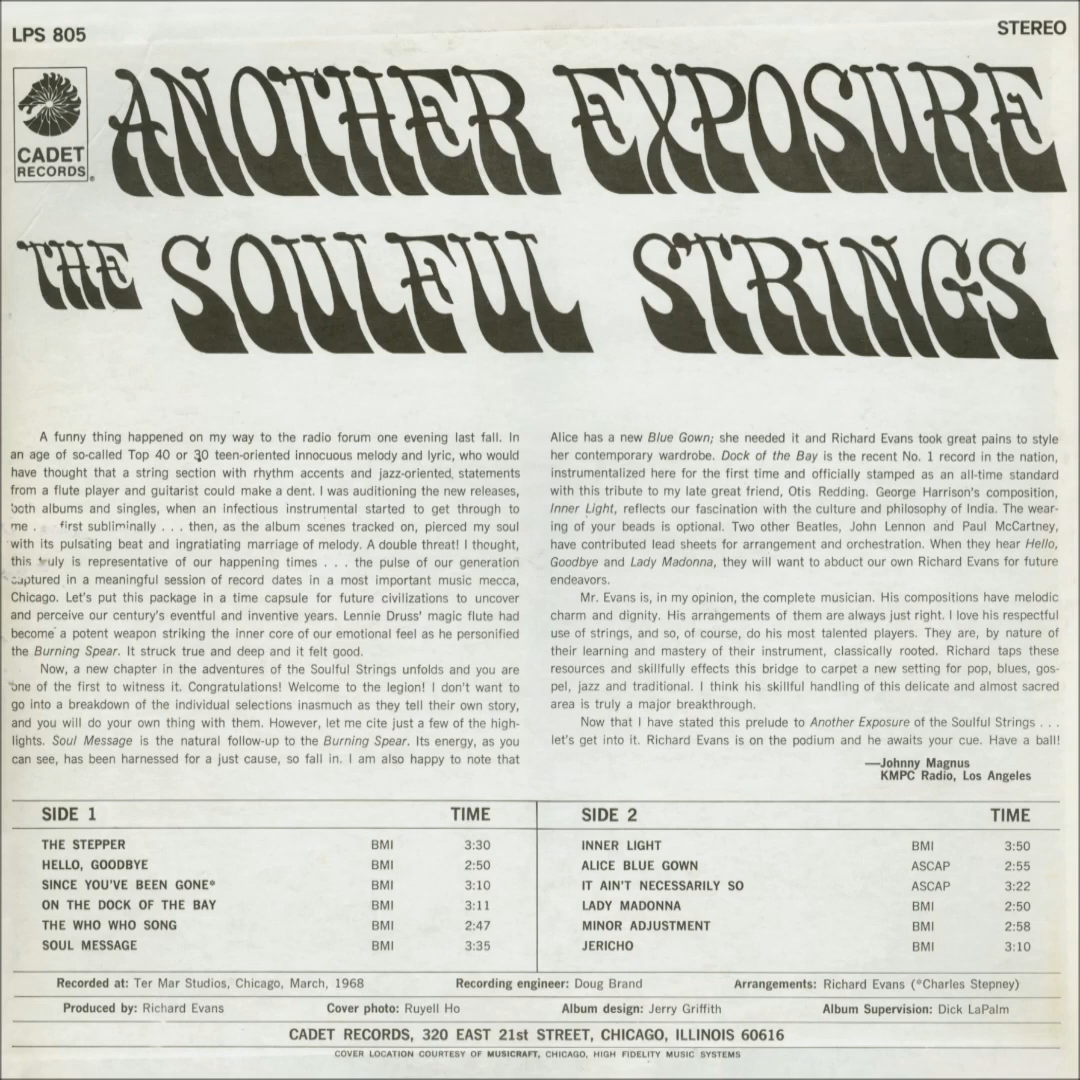 LPS 805
STEREO
CADET
RECORDS®
ANOTHER EXPOSURE
THE SOULFUL STRINGS
A funny thing happened on my way to the radio forum one evening last fall. In
an age of so-called Top 40 or 30 teen-oriented innocuous melody and lyric, who would
have thought that a string section with rhythm accents and jazz-oriented statements
from a flute player and guitarist could make a dent. I was auditioning the new releases,
both albums and singles, when an infectious instrumental started to get through to
me . . . first subliminally . . . then, as the album scenes tracked on, pierced my soul
with its pulsating beat and ingratiating marriage of melody. A double threat! I thought,
this truly is representative of our happening times . . . the pulse of our generation
captured in a meaningful session of record dates in a most important music mecca,
Chicago. Let's put this package in a time capsule for future civilizations to uncover
and perceive our century's eventful and inventive years. Lennie Druss' magic flute had
become a potent weapon striking the inner core of our emotional feel as he personified
the Burning Spear. It struck true and deep and it felt good.
Now, a new chapter in the adventures of the Soulful Strings unfolds and you are
one of the first to witness it. Congratulations! Welcome to the legion! I don't want to
go into a breakdown of the individual selections inasmuch as they tell their own story,
and you will do your own thing with them. However, let me cite just a few of the high-
lights. Soul Message is the natural follow-up to the Burning Spear. Its energy, as you
can see, has been harnessed for a just cause, so fall in. I am also happy to note that
Alice has a new Blue Gown; she needed it and Richard Evans took great pains to style
her contemporary wardrobe. Dock of the Bay is the recent No. 1 record in the nation,
instrumentalized here for the first time and officially stamped as an all-time standard
with this tribute to my late great friend, Otis Redding. George Harrison's composition,
Inner Light, reflects our fascination with the culture and philosophy of India. The wear-
ing of your beads is optional. Two other Beatles, John Lennon and Paul McCartney,
have contributed lead sheets for arrangement and orchestration. When they hear Hello,
Goodbye and Lady Madonna, they will want to abduct our own Richard Evans for future
endeavors.
Mr. Evans is, in my opinion, the complete musician. His compositions have melodic
charm and dignity. His arrangements of them are always just right. I love his respectful
use of strings, and so, of course, do his most talented players. They are, by nature of
their learning and mastery of their instrument, classically rooted. Richard taps these
resources and skillfully effects this bridge to carpet a new setting for pop, blues, gos-
pel, jazz and traditional. I think his skillful handling of this delicate and almost sacred
area is truly a major breakthrough.
Now that I have stated this prelude to Another Exposure of the Soulful Strings . . .
let's get into it. Richard Evans is on the podium and he awaits your cue. Have a ball!
—Johnny Magnus
KMPC Radio, Los Angeles
SIDE 1 TIME
THE STEPPER BMI 3:30
HELLO, GOODBYE BMI 2:50
SINCE YOU'VE BEEN GONE* BMI 3:10
ON THE DOCK OF THE BAY BMI 3:11
THE WHO WHO SONG BMI 2:47
SOUL MESSAGE BMI 3:35
SIDE 2 TIME
INNER LIGHT BMI 3:50
ALICE BLUE GOWN ASCAP 2:55
IT AIN'T NECESSARILY SO ASCAP 3:22
LADY MADONNA BMI 2:50
MINOR ADJUSTMENT BMI 2:58
JERICHO BMI 3:10
Recorded at: Ter Mar Studios, Chicago, March, 1968 Recording engineer: Doug Brand Arrangements: Richard Evans (*Charles Stepney)
Produced by: Richard Evans Cover photo: Ruyell Ho Album design: Jerry Griffith Album Supervision: Dick LaPalm
CADET RECORDS, 320 EAST 21st STREET, CHICAGO, ILLINOIS 60616
COVER LOCATION COURTESY OF MUSICRAFT, CHICAGO, HIGH FIDELITY MUSIC SYSTEMS